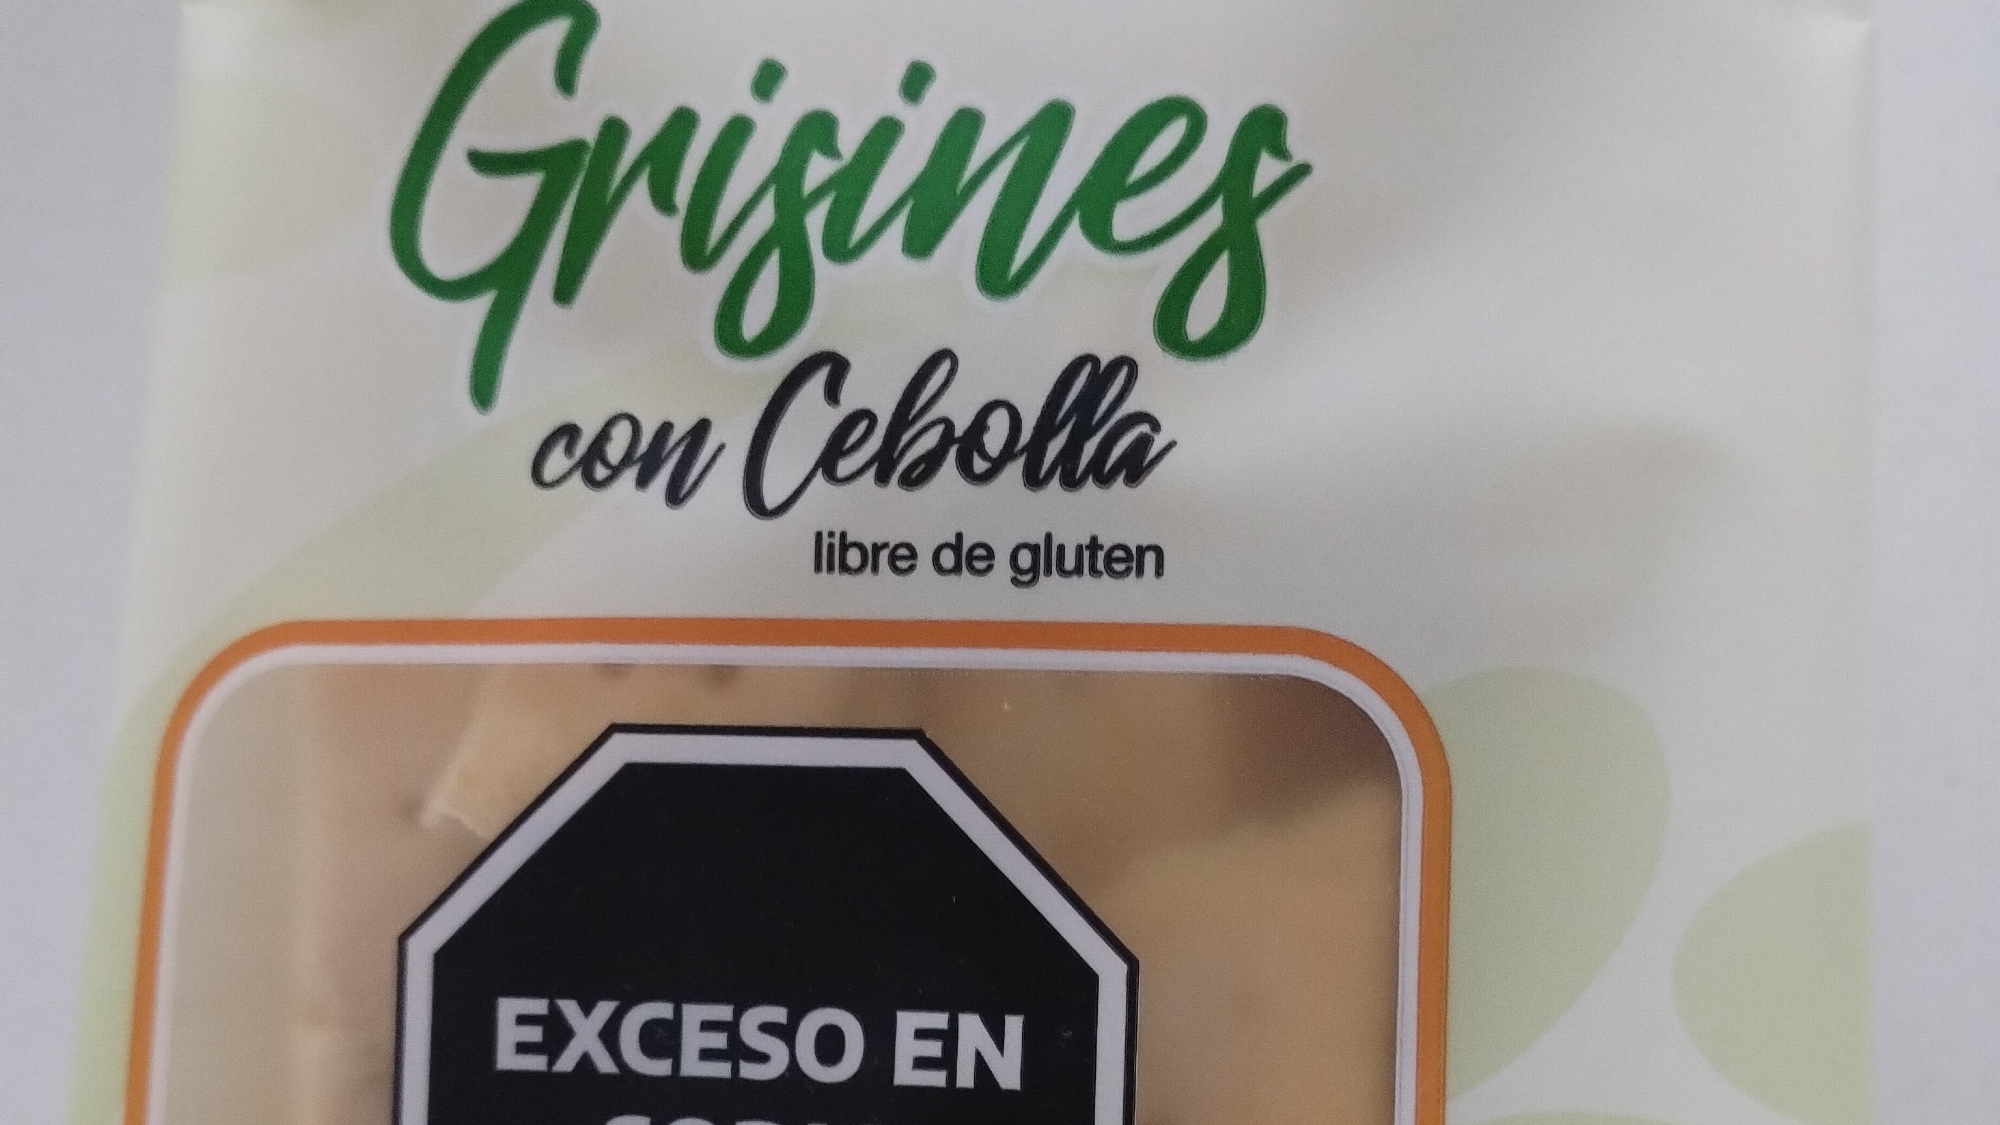 Grisines
con Cebolla
libre de gluten
EXCESO EN